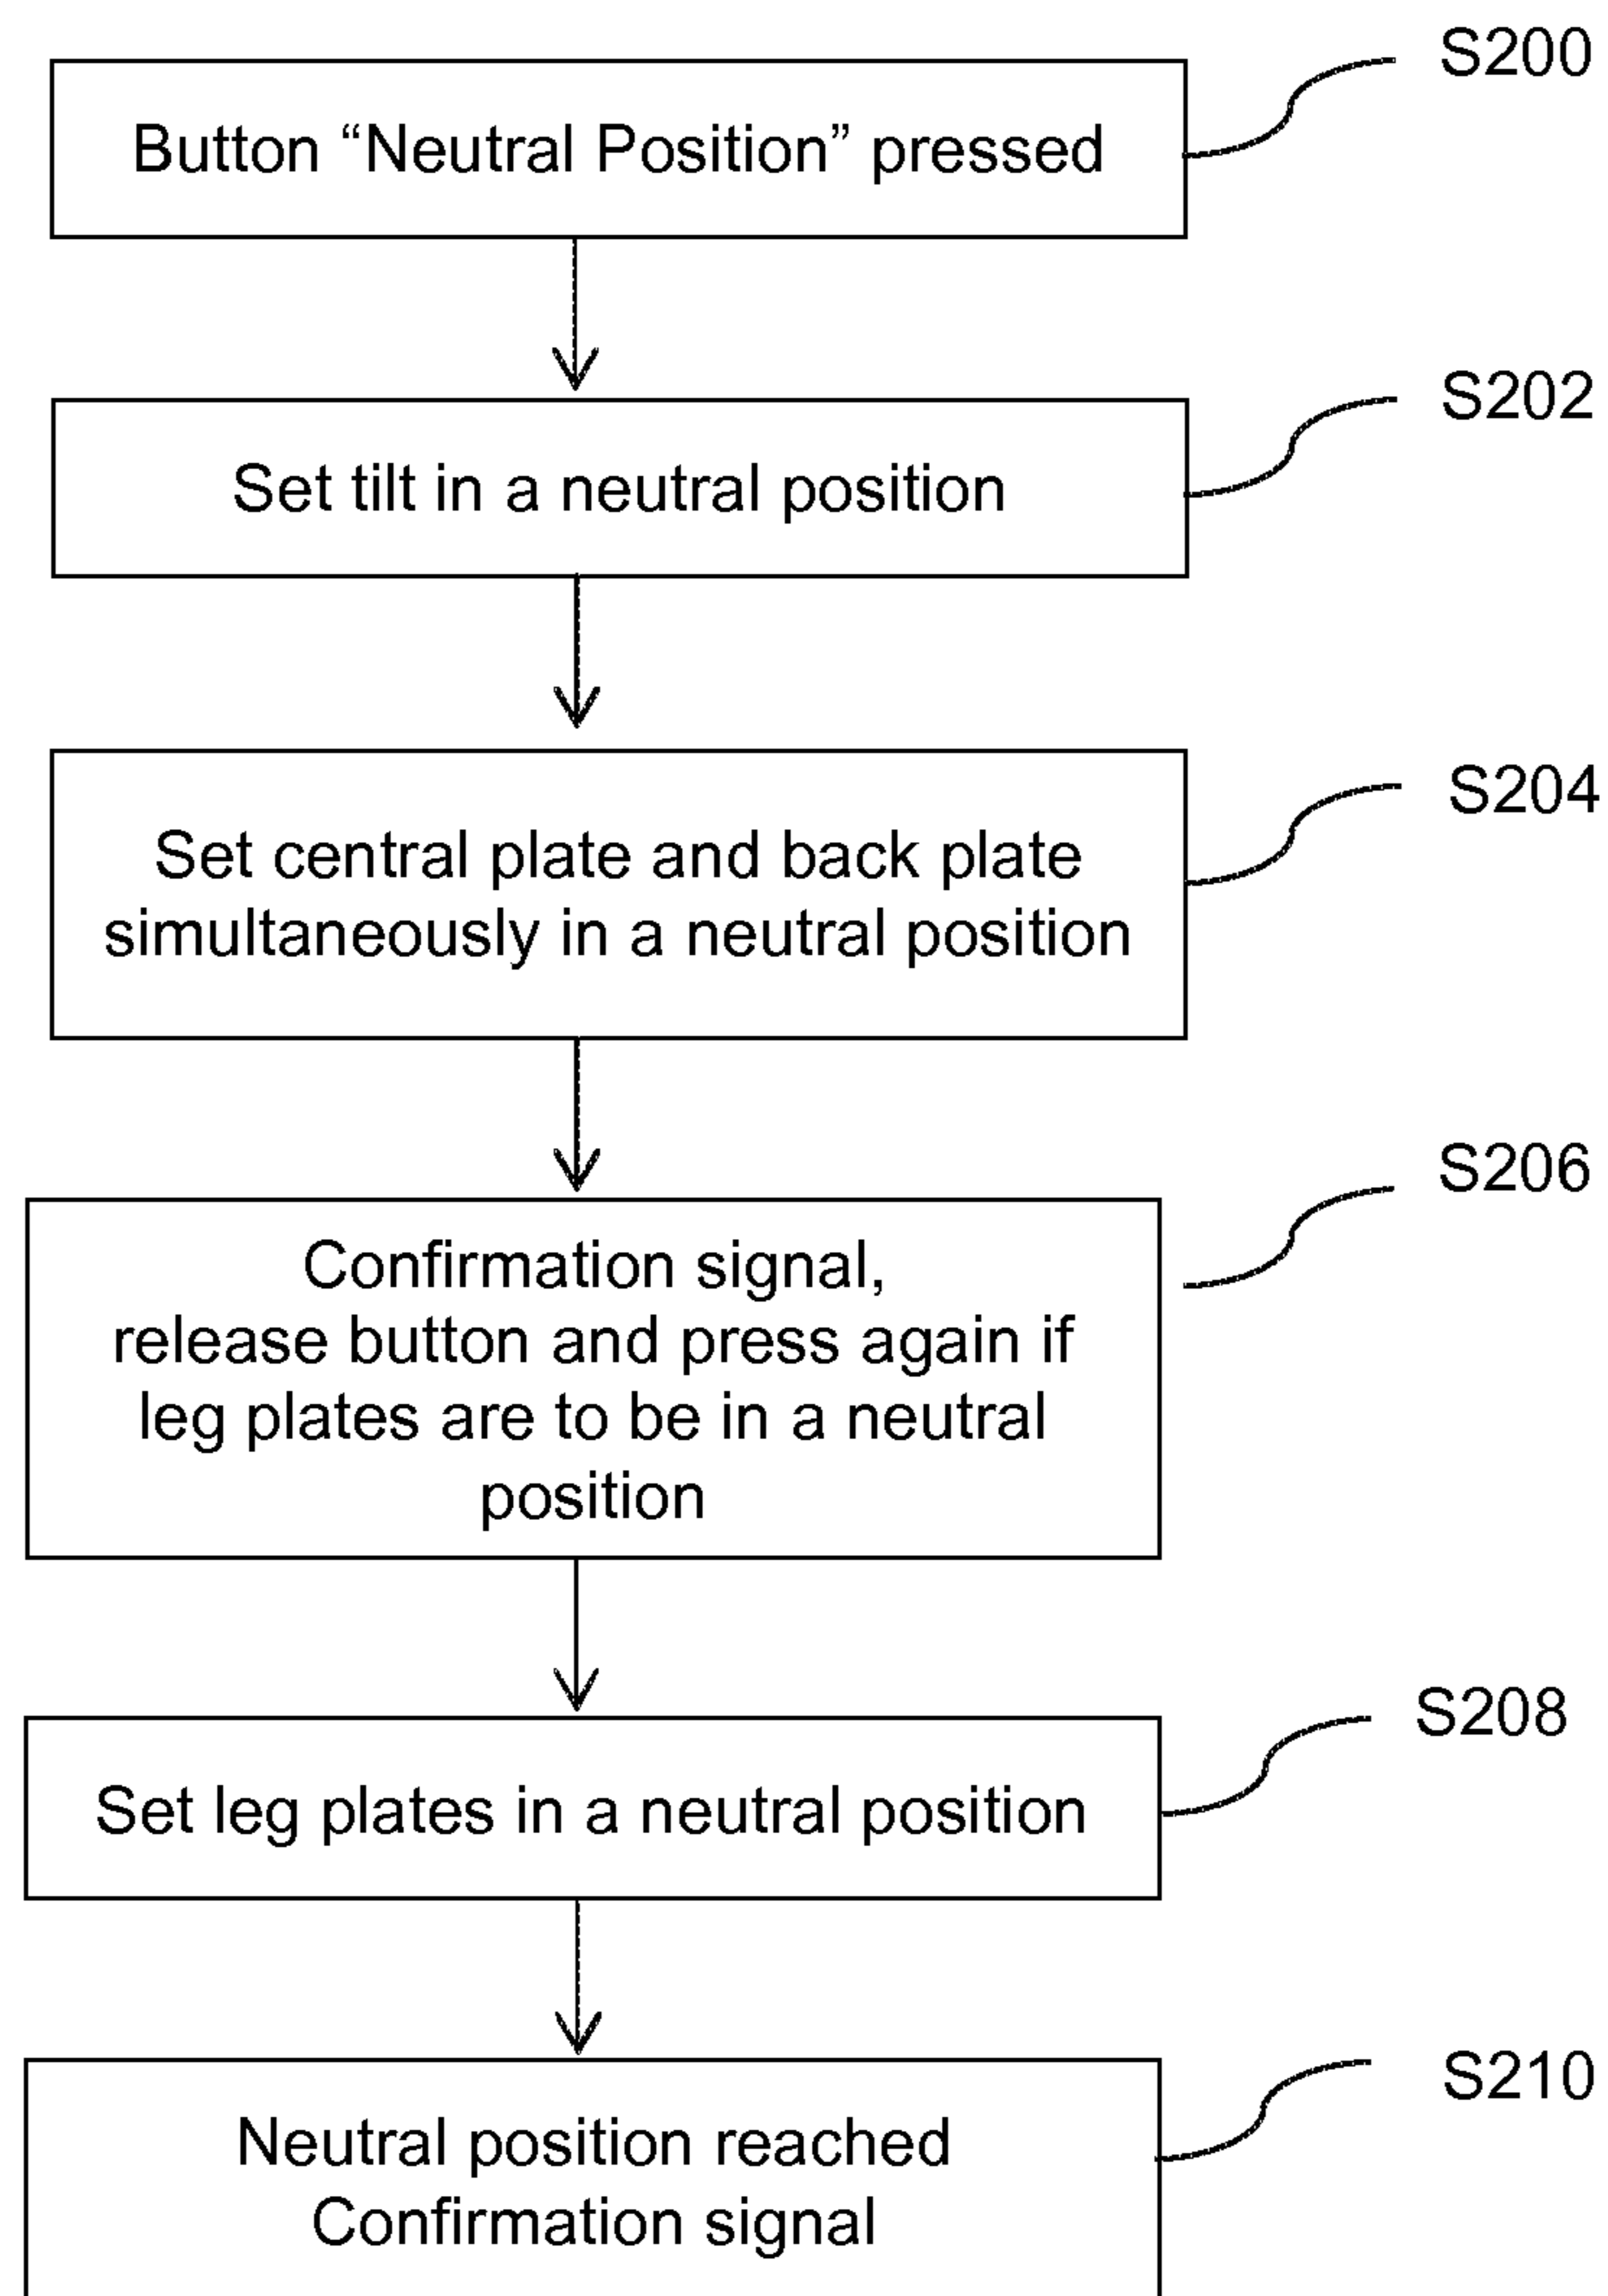 S200
Button “Neutral Position” pressed
S202
Set tilt in a neutral position
S204
Set central plate and back plate
simultaneously in a neutral position
S206
Confirmation signal,
release button and press again if
leg plates are to be in a neutral
position
S208
Set leg plates in a neutral position
S210
Neutral position reached
Confirmation signal